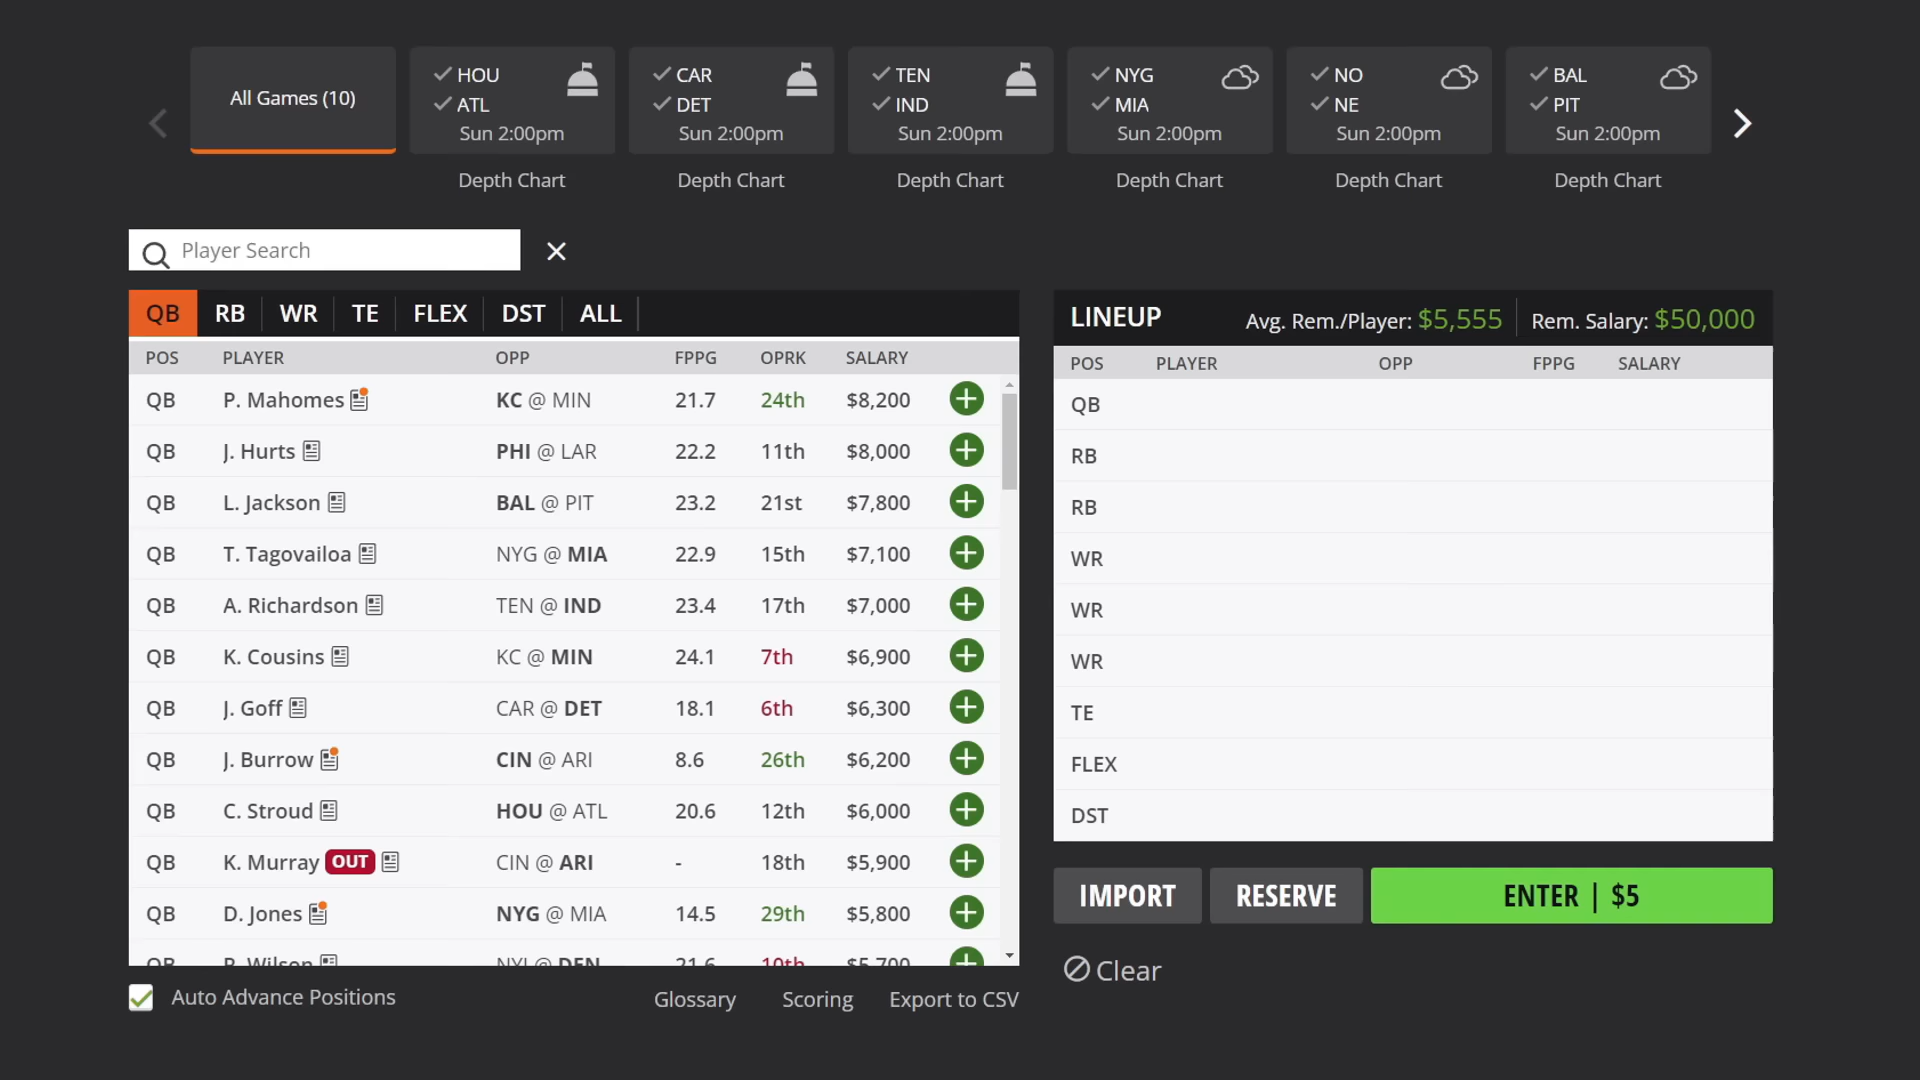 All Games (10)
HOU
ATL
Sun 2:00pm
Depth Chart
CAR
DET
Sun 2:00pm
Depth Chart
TEN
IND
Sun 2:00pm
Depth Chart
NYG
MIA
Sun 2:00pm
Depth Chart
NO
NE
Sun 2:00pm
Depth Chart
BAL
PIT
Sun 2:00pm
Depth Chart
Player Search
QB RB WR TE FLEX DST ALL
POS PLAYER OPP FPPG OPRK SALARY
QB P. Mahomes KC @ MIN 21.7 24th $8,200
QB J. Hurts PHI @ LAR 22.2 11th $8,000
QB L. Jackson BAL @ PIT 23.2 21st $7,800
QB T. Tagovailoa NYG @ MIA 22.9 15th $7,100
QB A. Richardson TEN @ IND 23.4 17th $7,000
QB K. Cousins KC @ MIN 24.1 7th $6,900
QB J. Goff CAR @ DET 18.1 6th $6,300
QB J. Burrow CIN @ ARI 8.6 26th $6,200
QB C. Stroud HOU @ ATL 20.6 12th $6,000
QB K. Murray OUT CIN @ ARI - 18th $5,900
QB D. Jones NYG @ MIA 14.5 29th $5,800
QB R. Wilson NYJ @ DEN 21.6 10th $5,700
Auto Advance Positions
Glossary Scoring Export to CSV
LINEUP Avg. Rem./Player: $5,555 Rem. Salary: $50,000
POS PLAYER OPP FPPG SALARY
QB
RB
RB
WR
WR
WR
TE
FLEX
DST
IMPORT RESERVE ENTER | $5
Clear